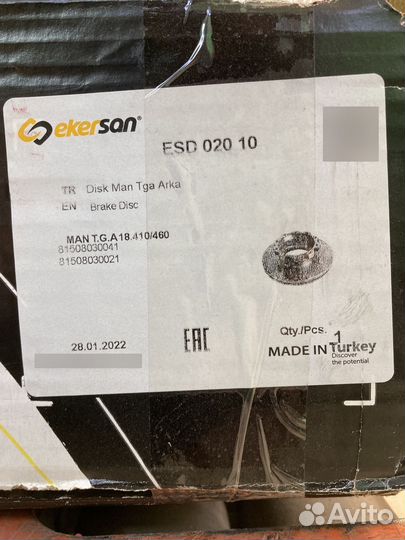 ekersan®
ESD 020 10
TR Disk Man Tga Arka
EN Brake Disc
MAN T.G.A 18.410/460
81508030041
81508030021
28.01.2022
EAC
Qty./Pcs. 1
MADE IN Turkey
Discover
the potential
Avito